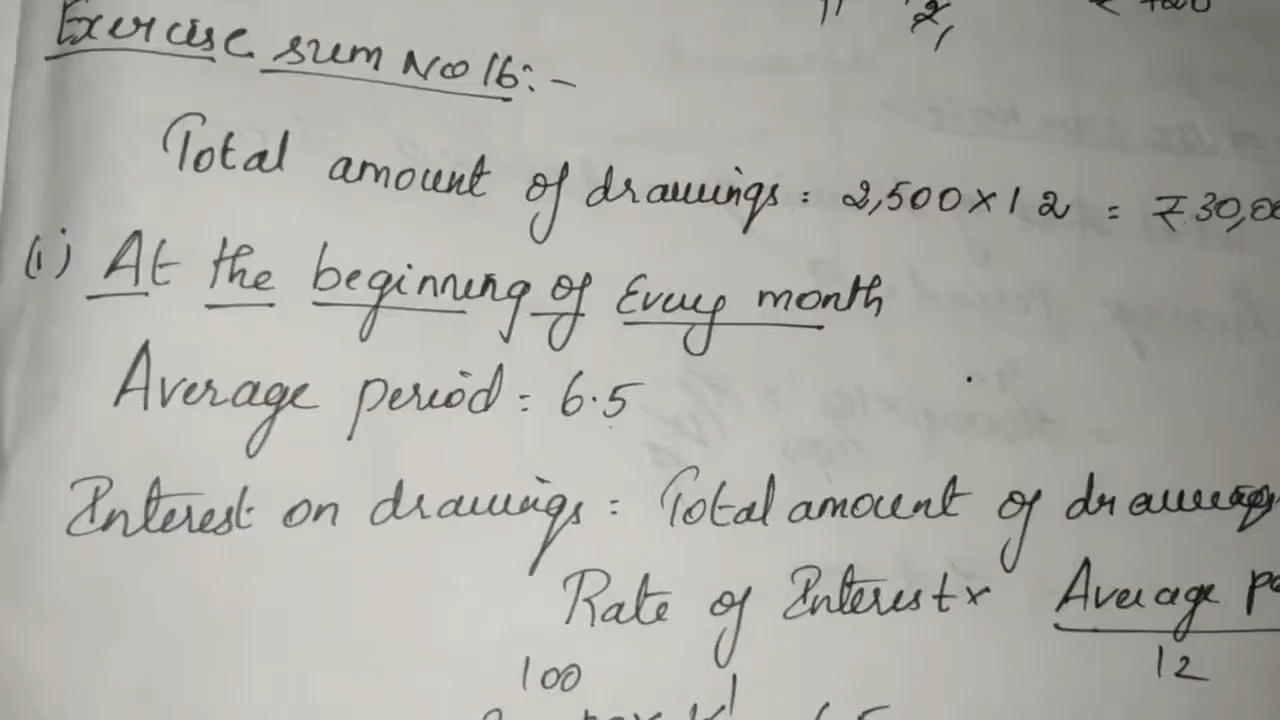 Exercise sum No 16:-
Total amount of drawings = 2,500 × 12 = ₹30,00
(i) At the beginning of Every month
Average period = 6.5
Interest on drawings = Total amount of drawings
Rate of Interest × Average
12
100